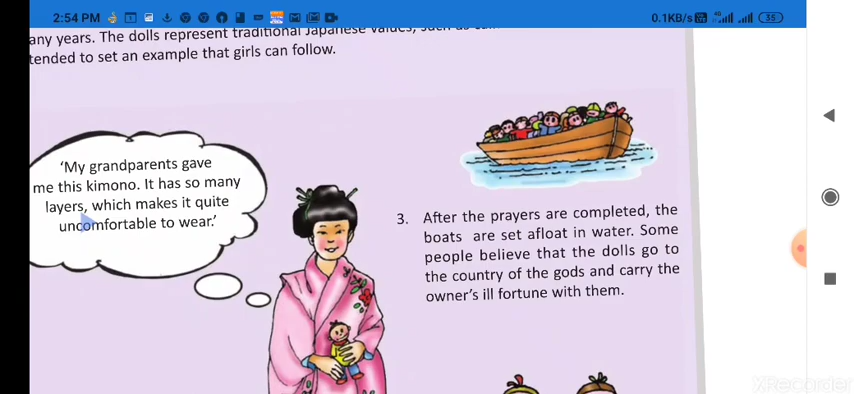 2:54 PM
0.1KB/s
4G
35
any years. The dolls represent traditional Japanese values, such as
tended to set an example that girls can follow.
'My grandparents gave
me this kimono. It has so many
layers, which makes it quite
uncomfortable to wear.'
3. After the prayers are completed, the
boats are set afloat in water. Some
people believe that the dolls go to
the country of the gods and carry the
owner's ill fortune with them.
XRecorder